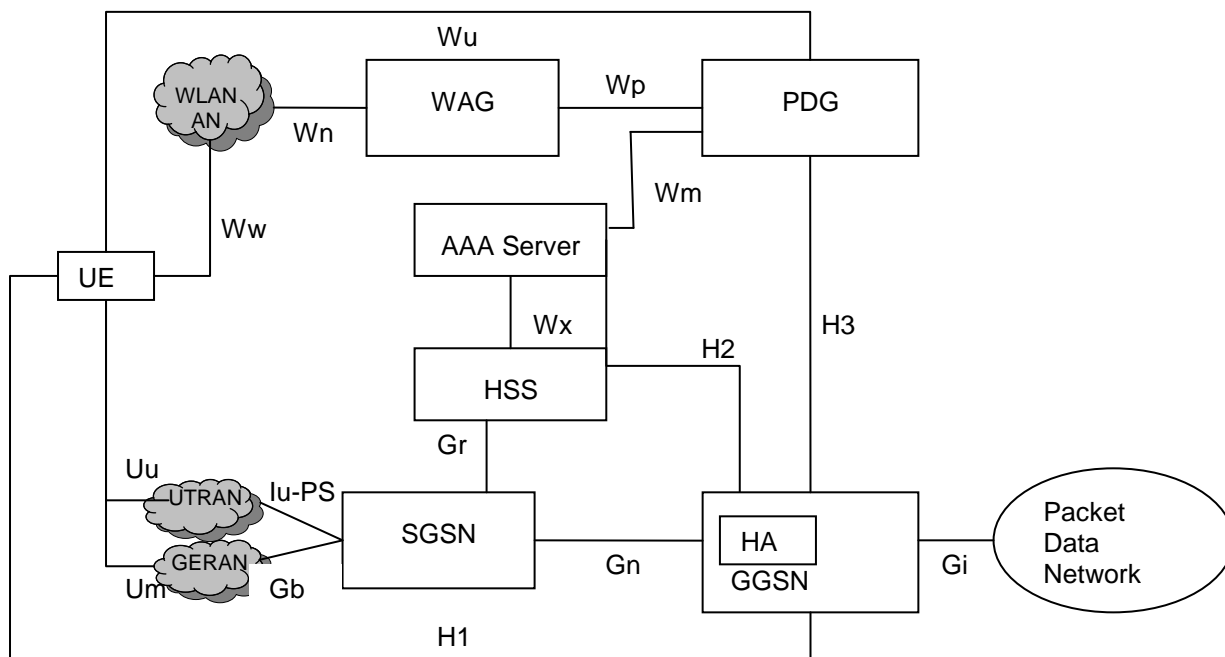 Wu
WLAN
AN
WAG
Wp
PDG
Wn
Wm
Ww
AAA Server
UE
Wx
H2
H3
HSS
Gr
Uu
Iu-PS
UTRAN
SGSN
HA
GGSN
Packet
Data
Network
GERAN
Um
Gb
Gn
Gi
H1